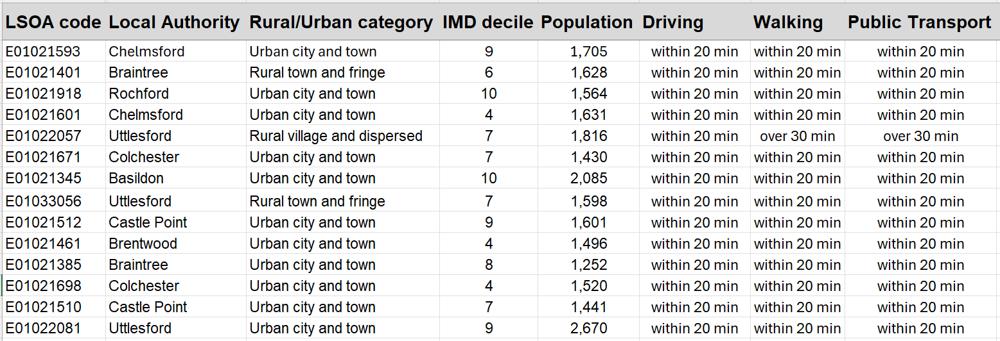 LSOA code Local Authority Rural/Urban category IMD decile Population Driving Walking Public Transport
E01021593 Chelmsford Urban city and town 9 1,705 within 20 min within 20 min within 20 min
E01021401 Braintree Rural town and fringe 6 1,628 within 20 min within 20 min within 20 min
E01021918 Rochford Urban city and town 10 1,564 within 20 min within 20 min within 20 min
E01021601 Chelmsford Urban city and town 4 1,631 within 20 min within 20 min within 20 min
E01022057 Uttlesford Rural village and dispersed 7 1,816 within 20 min over 30 min over 30 min
E01021671 Colchester Urban city and town 7 1,430 within 20 min within 20 min within 20 min
E01021345 Basildon Urban city and town 10 2,085 within 20 min within 20 min within 20 min
E01033056 Uttlesford Rural town and fringe 7 1,598 within 20 min within 20 min within 20 min
E01021512 Castle Point Urban city and town 9 1,601 within 20 min within 20 min within 20 min
E01021461 Brentwood Urban city and town 4 1,496 within 20 min within 20 min within 20 min
E01021385 Braintree Urban city and town 8 1,252 within 20 min within 20 min within 20 min
E01021698 Colchester Urban city and town 4 1,520 within 20 min within 20 min within 20 min
E01021510 Castle Point Urban city and town 7 1,441 within 20 min within 20 min within 20 min
E01022081 Uttlesford Urban city and town 9 2,670 within 20 min within 20 min within 20 min